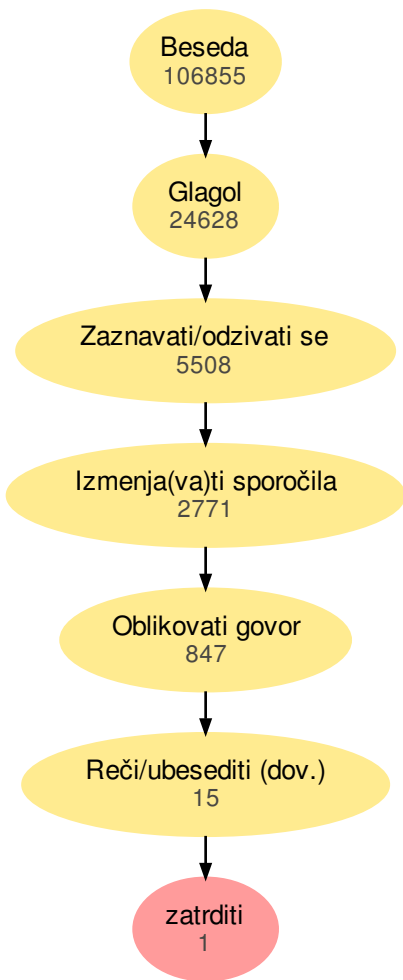 Beseda
106855
Glagol
24628
Zaznavati/odzivati se
5508
Izmenja(va)ti sporočila
2771
Oblikovati govor
847
Reči/ubesediti (dov.)
15
zatrditi
1